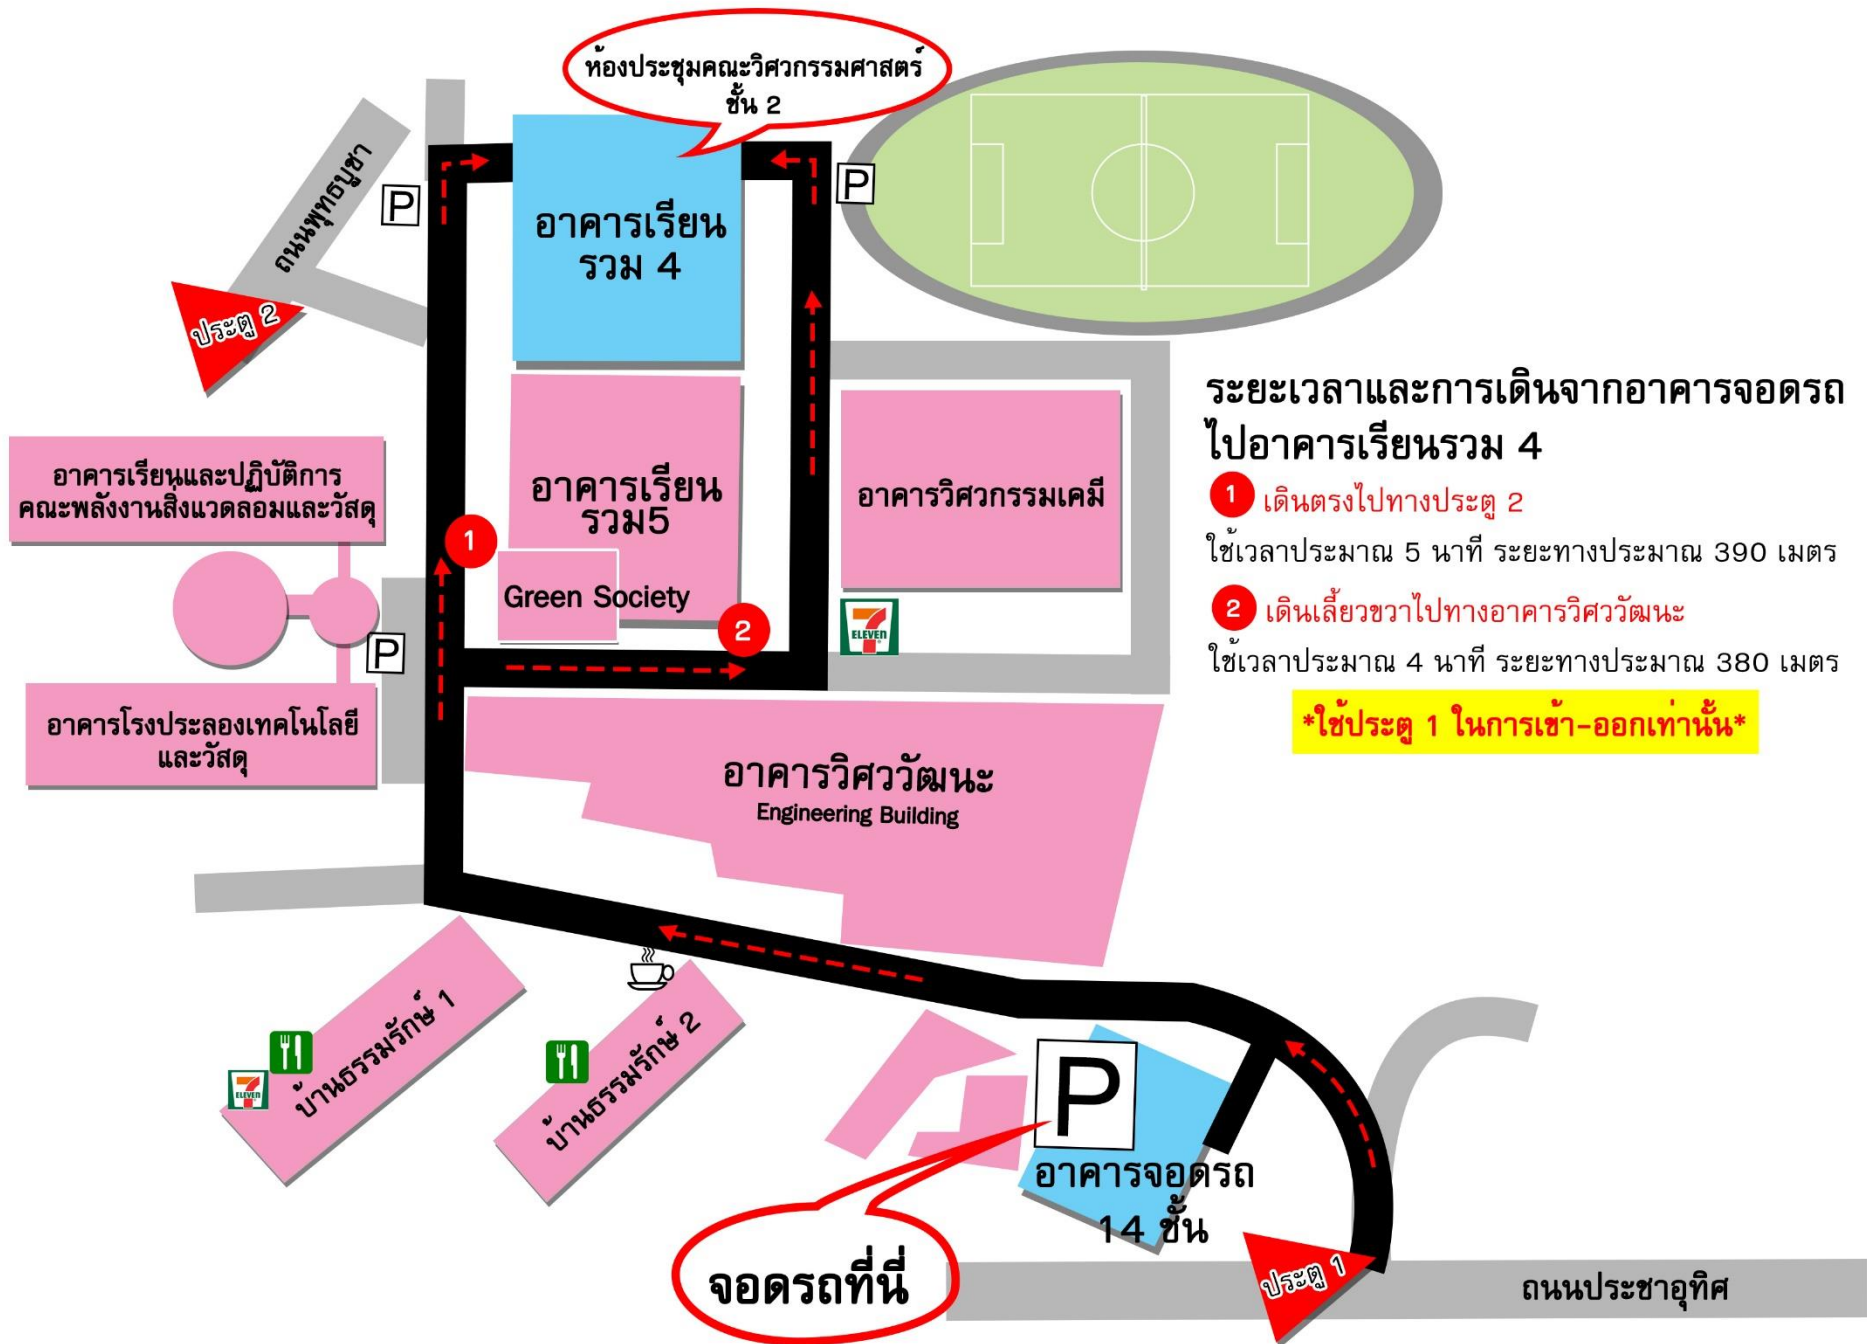 ห้องประชุมคณะวิศวกรรมศาสตร์
ชั้น 2
ถนนพุทธบูชา
P
P
อาคารเรียน
รวม 4
ประตู 2
ระยะเวลาและการเดินจากอาคารจอดรถ
ไปอาคารเรียนรวม 4
1 เดินตรงไปทางประตู 2
ใช้เวลาประมาณ 5 นาที ระยะทางประมาณ 390 เมตร
2 เดินเลี้ยวขวาไปทางอาคารวิศววัฒนะ
ใช้เวลาประมาณ 4 นาที ระยะทางประมาณ 380 เมตร
*ใช้ประตู 1 ในการเข้า-ออกเท่านั้น*
อาคารเรียนและปฏิบัติการ
คณะพลังงานสิ่งแวดล้อมและวัสดุ
อาคารเรียน
รวม5
อาคารวิศวกรรมเคมี
1
Green Society
2
7 ELEVEN
P
อาคารโรงประลองเทคโนโลยี
และวัสดุ
อาคารวิศววัฒนะ
Engineering Building
บ้านธรรมรักษ์ 1
7 ELEVEN
บ้านธรรมรักษ์ 2
P
อาคารจอดรถ
14 ชั้น
จอดรถที่นี่
ประตู 1
ถนนประชาอุทิศ